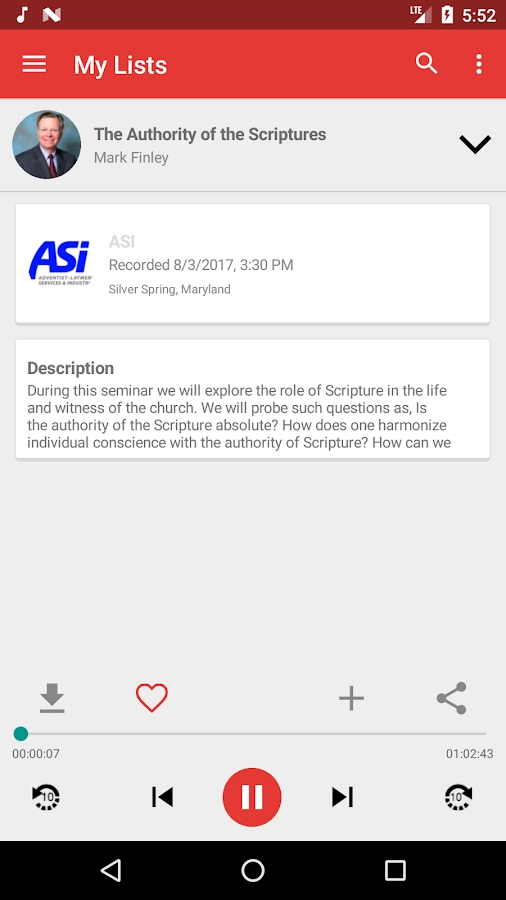 LTE
5:52
My Lists
The Authority of the Scriptures
Mark Finley
ASi
ADVENTIST-LAYMEN'
SERVICES & INDUSTR
ASI
Recorded 8/3/2017, 3:30 PM
Silver Spring, Maryland
Description
During this seminar we will explore the role of Scripture in the life
and witness of the church. We will probe such questions as, Is
the authority of the Scripture absolute? How does one harmonize
individual conscience with the authority of Scripture? How can we
00:00:07
01:02:43
10
10